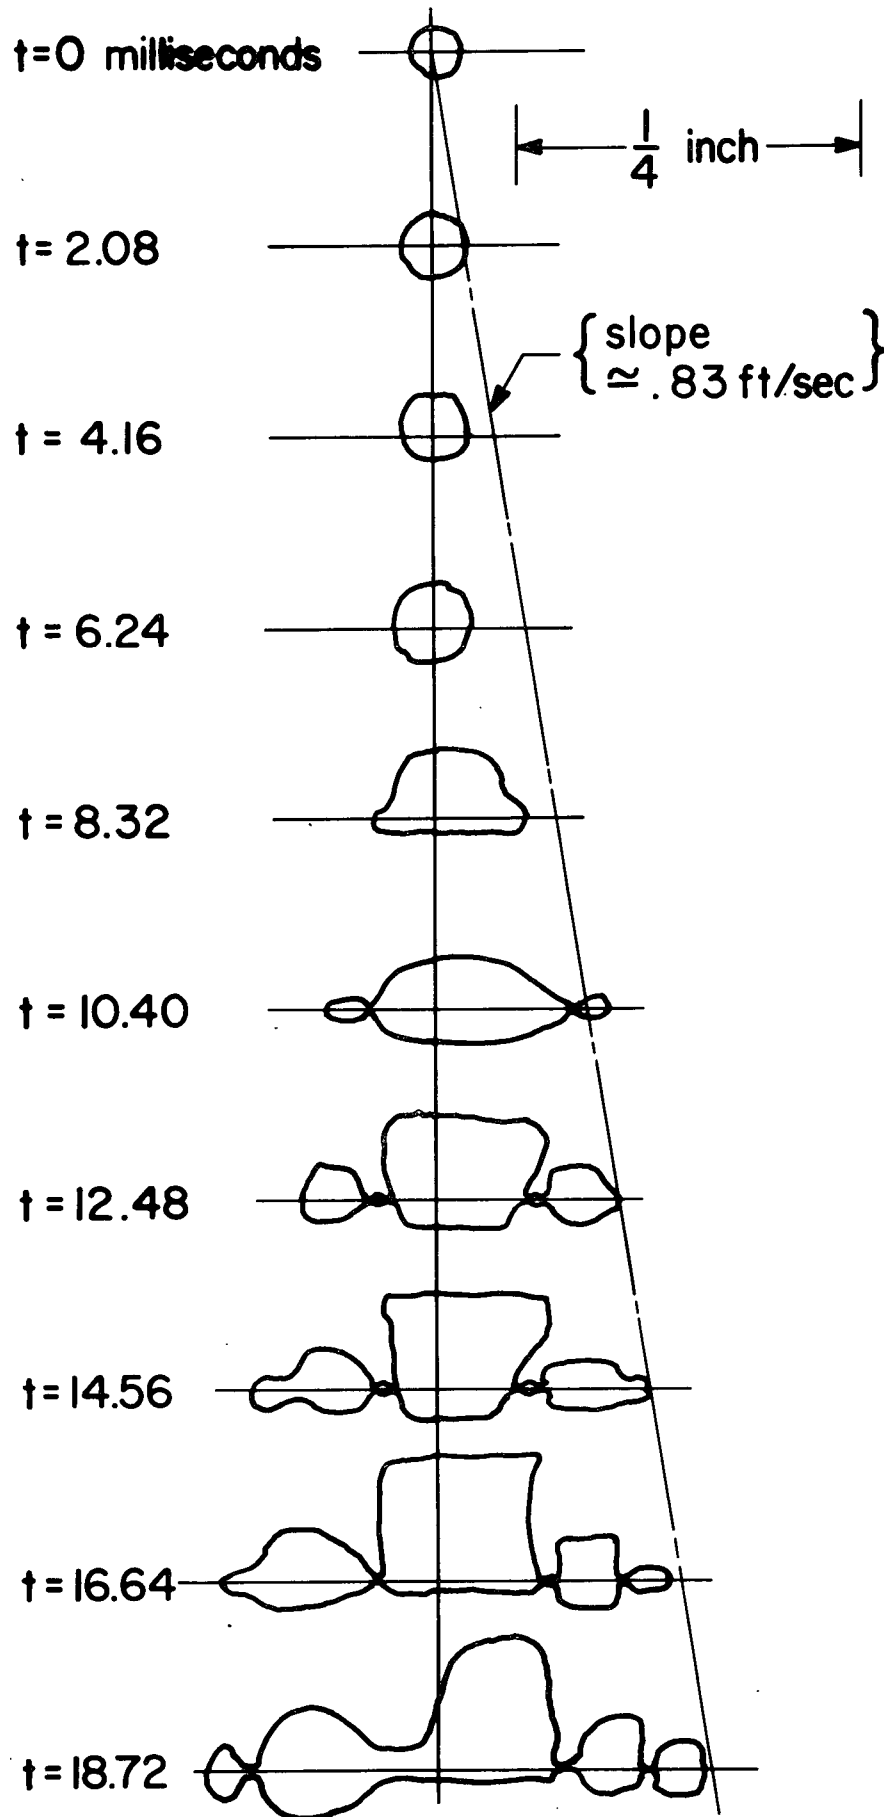 t=0 milliseconds
1/4 inch
t=2.08
{ slope
≃ .83 ft/sec }
t = 4.16
t = 6.24
t=8.32
t=10.40
t=12.48
t=14.56
t=16.64
t=18.72